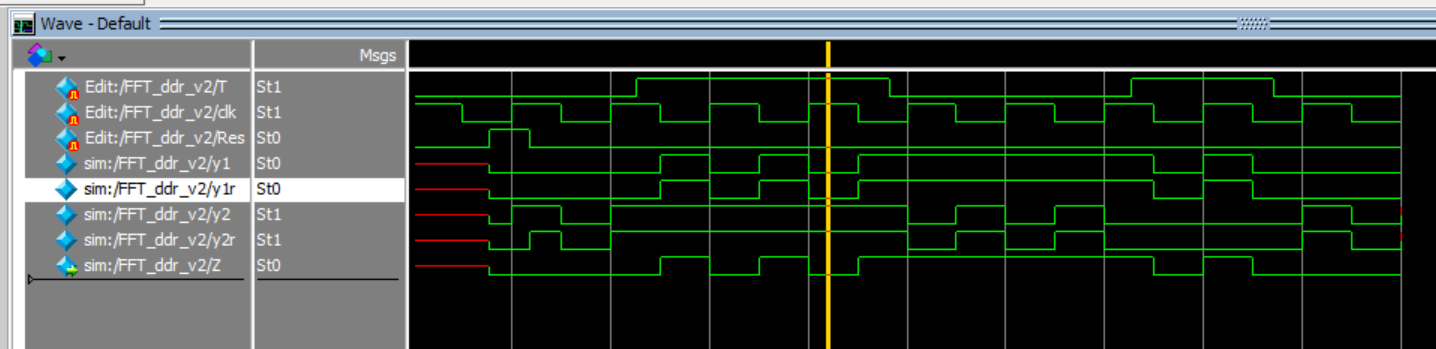 Wave - Default
Msgs
Edit:/FFT_ddr_v2/T St1
Edit:/FFT_ddr_v2/clk St1
Edit:/FFT_ddr_v2/Res St0
sim:/FFT_ddr_v2/y1 St0
sim:/FFT_ddr_v2/y1r St0
sim:/FFT_ddr_v2/y2 St1
sim:/FFT_ddr_v2/y2r St1
sim:/FFT_ddr_v2/Z St0